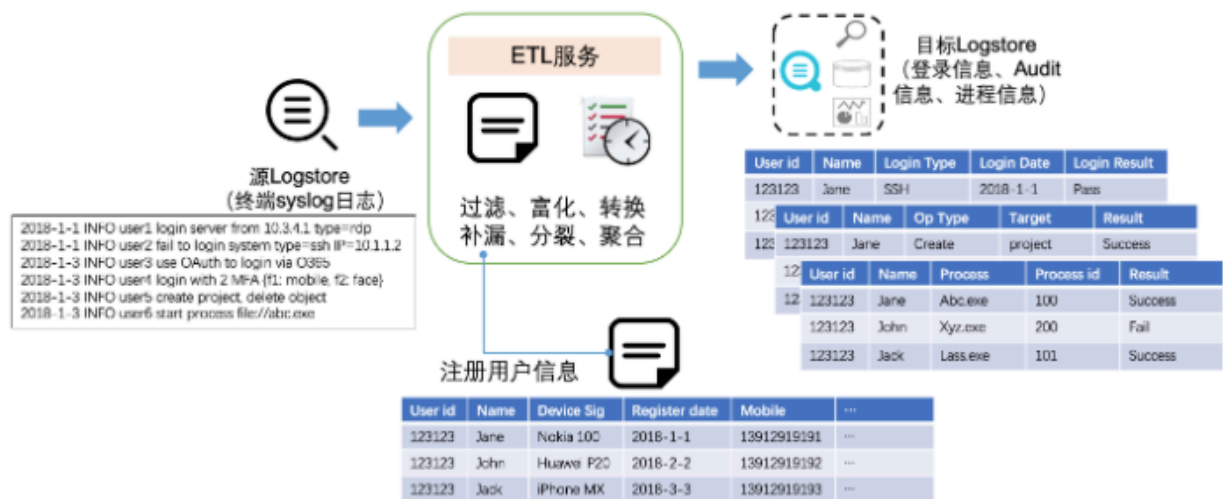 ETL服务
过滤、富化、转换
补漏、分裂、聚合
目标Logstore
（登录信息、Audit
信息、进程信息）
源Logstore
（终端syslog日志）
2018-1-1 INFO user1 login server from 10.3.4.1 type=rdp
2018-1-1 INFO user2 fail to login system type=ssh IP=10.1.1.2
2018-1-3 INFO user3 use OAuth to login via O365
2018-1-3 INFO user4 login with 2 MFA {f1: mobile, f2: face}
2018-1-3 INFO user5 create project, delete object
2018-1-3 INFO user6 start process file://abc.exe
User id Name Login Type Login Date Login Result
123123 Jane SSH 2018-1-1 Pass
123
User id Name Op Type Target Result
123 123123 Jane Create project Success
123
User id Name Process Process id Result
123 123123 Jane Abc.exe 100 Success
123123 John Xyz.exe 200 Fail
123123 Jack Lass.exe 101 Success
注册用户信息
User id Name Device Sig Register date Mobile ...
123123 Jane Nokia 100 2018-1-1 13912919191 ...
123123 John Huawei P20 2018-2-2 13912919192 ...
123123 Jack iPhone MX 2018-3-3 13912919193 ...